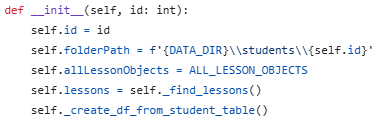 def __init__(self, id: int):
    self.id = id
    self.folderPath = f'{DATA_DIR}\\students\\{self.id}'
    self.allLessonObjects = ALL_LESSON_OBJECTS
    self.lessons = self._find_lessons()
    self._create_df_from_student_table()